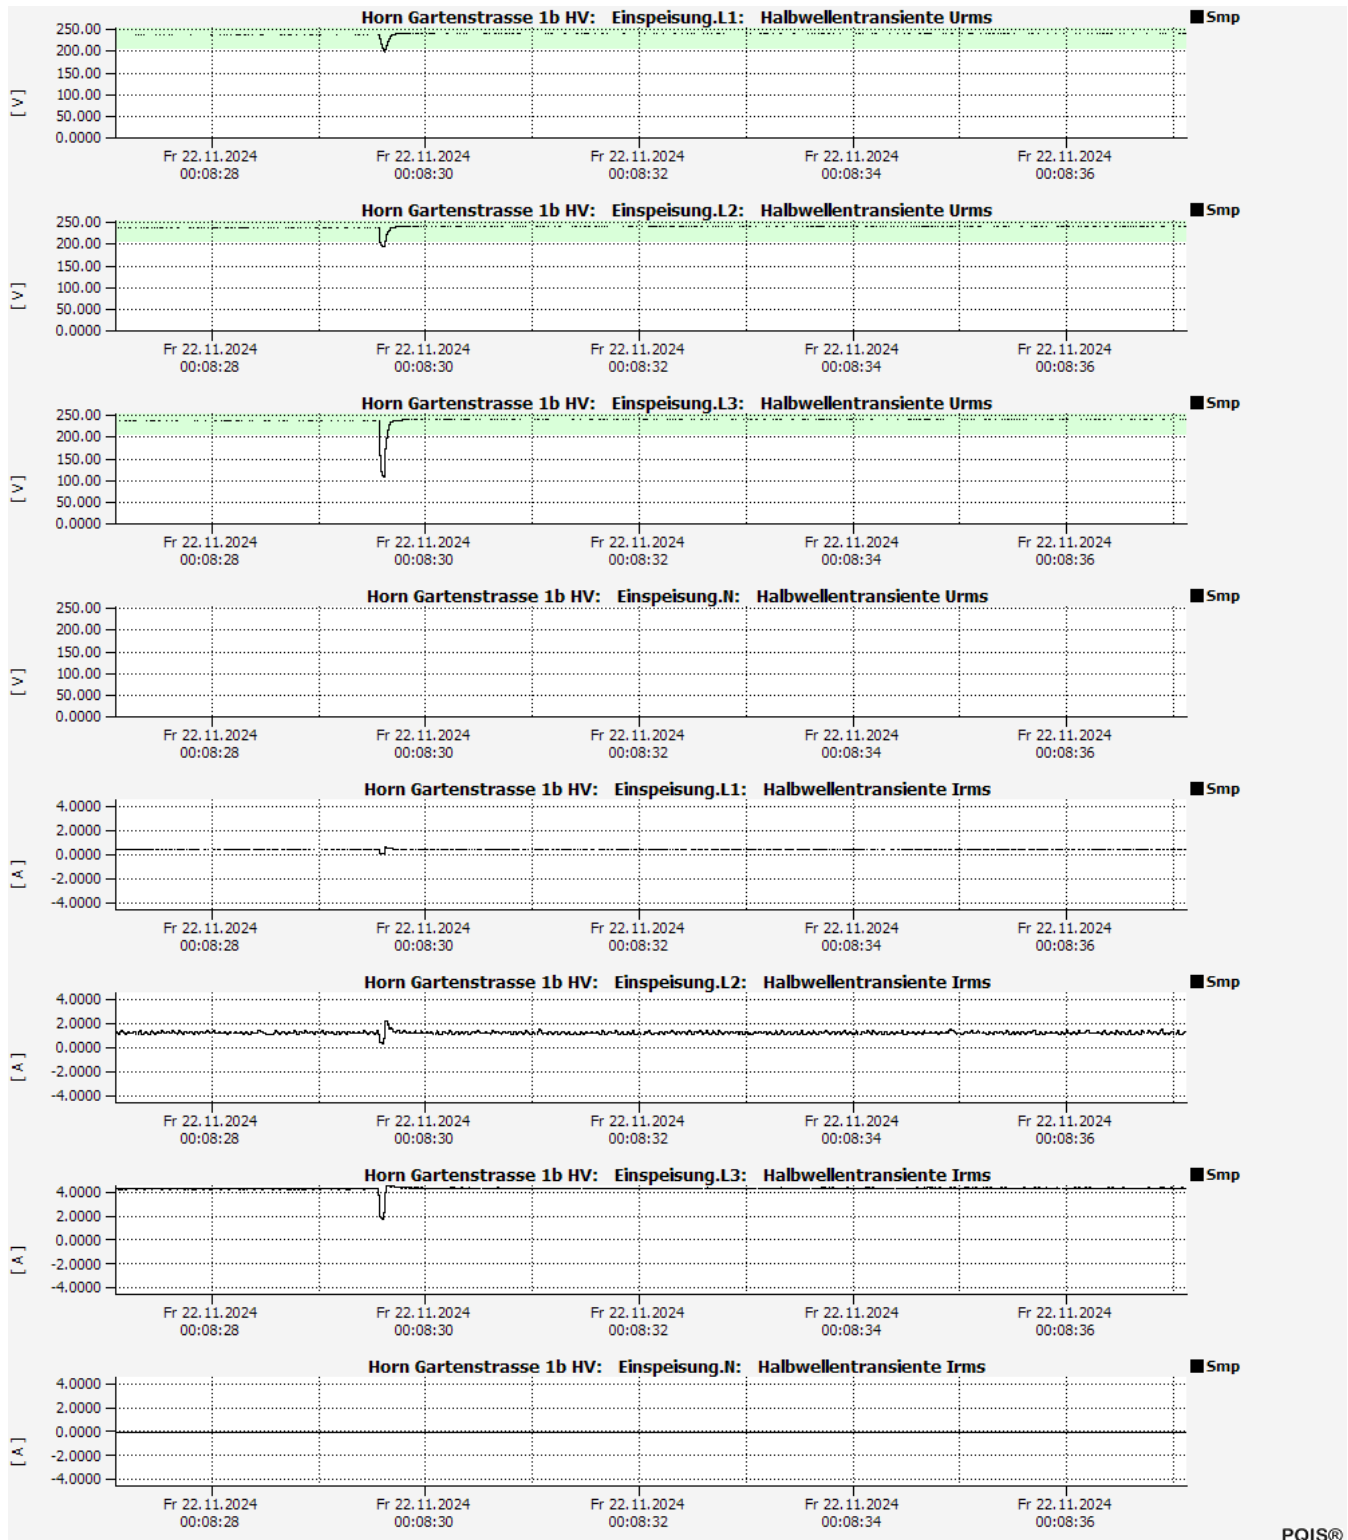 Horn Gartenstrasse 1b HV: Einspeisung.L1: Halbwellentransiente Urms
Smp
250.00
200.00
150.00
100.00
50.000
0.0000
[ V ]
Fr 22.11.2024 Fr 22.11.2024 Fr 22.11.2024 Fr 22.11.2024 Fr 22.11.2024
00:08:28 00:08:30 00:08:32 00:08:34 00:08:36
Horn Gartenstrasse 1b HV: Einspeisung.L2: Halbwellentransiente Urms
Smp
250.00
200.00
150.00
100.00
50.000
0.0000
[ V ]
Fr 22.11.2024 Fr 22.11.2024 Fr 22.11.2024 Fr 22.11.2024 Fr 22.11.2024
00:08:28 00:08:30 00:08:32 00:08:34 00:08:36
Horn Gartenstrasse 1b HV: Einspeisung.L3: Halbwellentransiente Urms
Smp
250.00
200.00
150.00
100.00
50.000
0.0000
[ V ]
Fr 22.11.2024 Fr 22.11.2024 Fr 22.11.2024 Fr 22.11.2024 Fr 22.11.2024
00:08:28 00:08:30 00:08:32 00:08:34 00:08:36
Horn Gartenstrasse 1b HV: Einspeisung.N: Halbwellentransiente Urms
Smp
250.00
200.00
150.00
100.00
50.000
0.0000
[ V ]
Fr 22.11.2024 Fr 22.11.2024 Fr 22.11.2024 Fr 22.11.2024 Fr 22.11.2024
00:08:28 00:08:30 00:08:32 00:08:34 00:08:36
Horn Gartenstrasse 1b HV: Einspeisung.L1: Halbwellentransiente Irms
Smp
4.0000
2.0000
0.0000
-2.0000
-4.0000
[ A ]
Fr 22.11.2024 Fr 22.11.2024 Fr 22.11.2024 Fr 22.11.2024 Fr 22.11.2024
00:08:28 00:08:30 00:08:32 00:08:34 00:08:36
Horn Gartenstrasse 1b HV: Einspeisung.L2: Halbwellentransiente Irms
Smp
4.0000
2.0000
0.0000
-2.0000
-4.0000
[ A ]
Fr 22.11.2024 Fr 22.11.2024 Fr 22.11.2024 Fr 22.11.2024 Fr 22.11.2024
00:08:28 00:08:30 00:08:32 00:08:34 00:08:36
Horn Gartenstrasse 1b HV: Einspeisung.L3: Halbwellentransiente Irms
Smp
4.0000
2.0000
0.0000
-2.0000
-4.0000
[ A ]
Fr 22.11.2024 Fr 22.11.2024 Fr 22.11.2024 Fr 22.11.2024 Fr 22.11.2024
00:08:28 00:08:30 00:08:32 00:08:34 00:08:36
Horn Gartenstrasse 1b HV: Einspeisung.N: Halbwellentransiente Irms
Smp
4.0000
2.0000
0.0000
-2.0000
-4.0000
[ A ]
Fr 22.11.2024 Fr 22.11.2024 Fr 22.11.2024 Fr 22.11.2024 Fr 22.11.2024
00:08:28 00:08:30 00:08:32 00:08:34 00:08:36
PQIS®